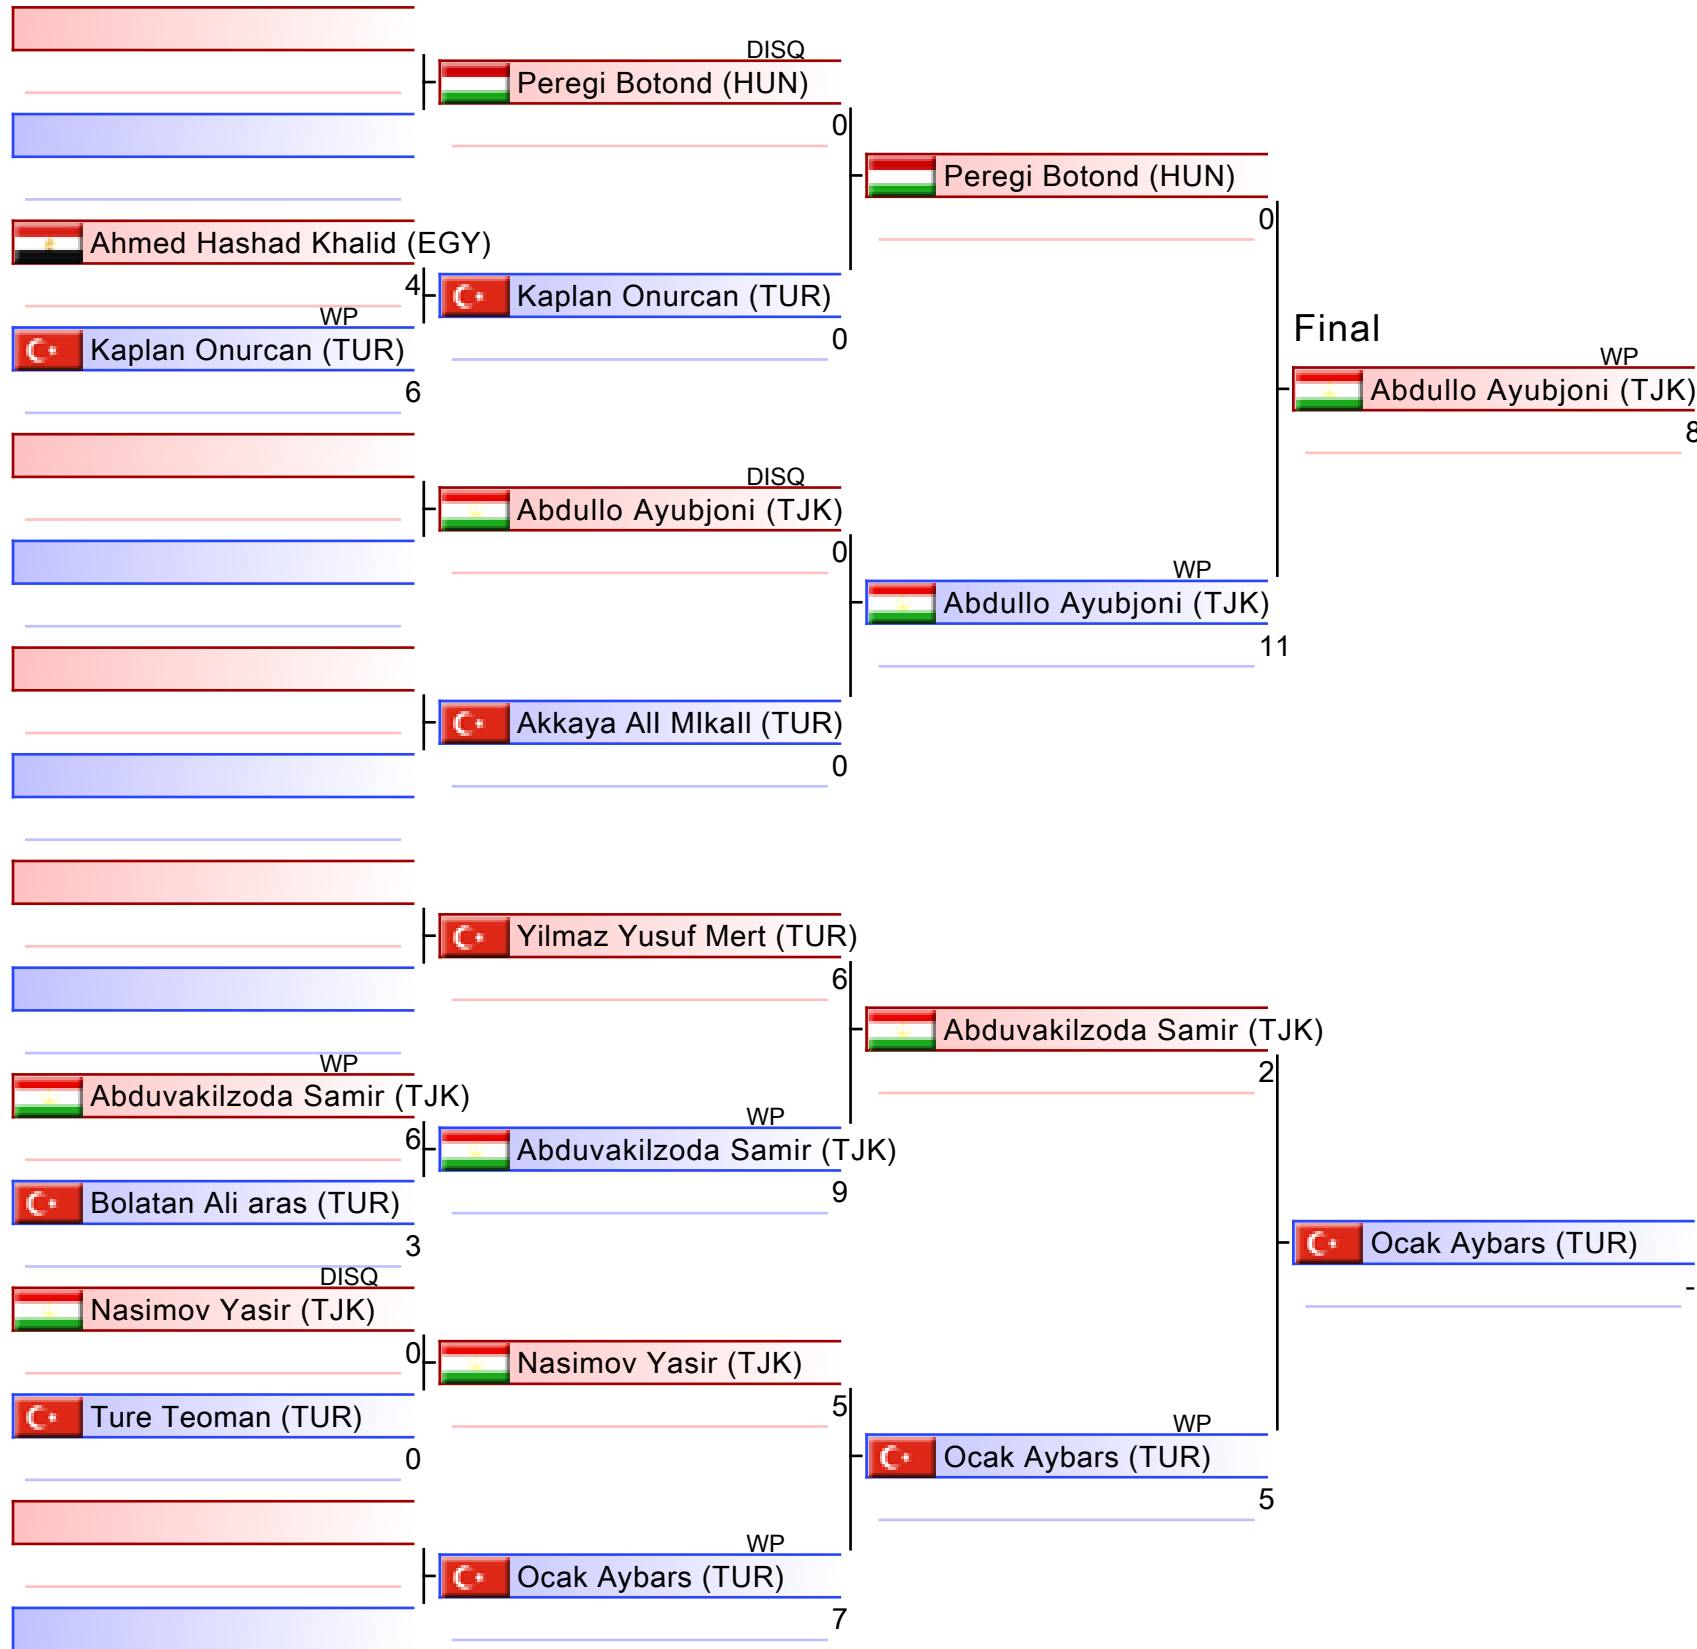 DISQ
Peregi Botond (HUN)
0
Peregi Botond (HUN)
0
Ahmed Hashad Khalid (EGY)
4
Kaplan Onurcan (TUR)
0
WP
Kaplan Onurcan (TUR)
6
Final
WP
Abdullo Ayubjoni (TJK)
8
DISQ
Abdullo Ayubjoni (TJK)
0
WP
Abdullo Ayubjoni (TJK)
11
Akkaya All MIkall (TUR)
0
Yilmaz Yusuf Mert (TUR)
6
Abduvakilzoda Samir (TJK)
2
WP
Abduvakilzoda Samir (TJK)
6
WP
Abduvakilzoda Samir (TJK)
9
Bolatan Ali aras (TUR)
3
Ocak Aybars (TUR)
-
DISQ
Nasimov Yasir (TJK)
0
Nasimov Yasir (TJK)
5
Ture Teoman (TUR)
0
WP
Ocak Aybars (TUR)
5
WP
Ocak Aybars (TUR)
7